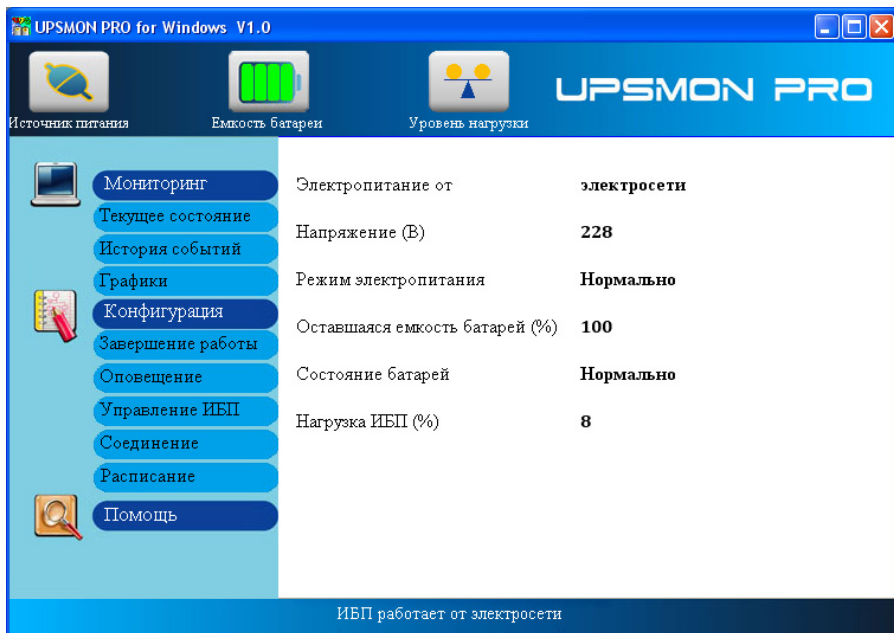 UPSMON PRO for Windows V1.0
UPSMON PRO
Источник питания
Емкость батареи
Уровень нагрузки
Мониторинг
Текущее состояние
История событий
Графики
Конфигурация
Завершение работы
Оповещение
Управление ИБП
Соединение
Расписание
Помощь
Электропитание от электросети
Напряжение (В) 228
Режим электропитания Нормально
Оставшаяся емкость батарей (%) 100
Состояние батарей Нормально
Нагрузка ИБП (%) 8
ИБП работает от электросети